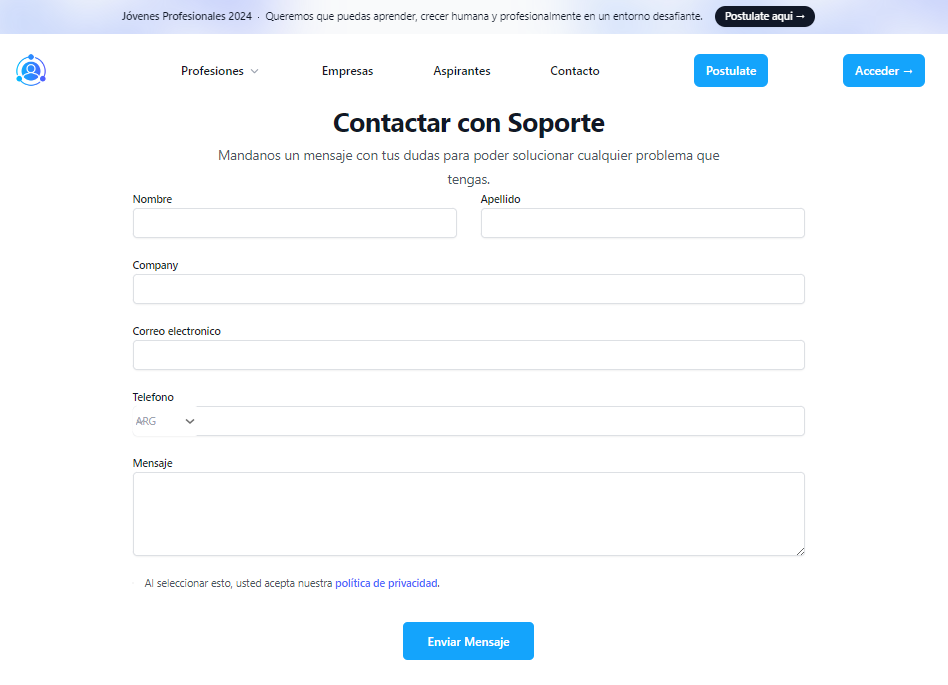 Jóvenes Profesionales 2024 · Queremos que puedas aprender, crecer humana y profesionalmente en un entorno desafiante. Postulate aqui →
Profesiones Empresas Aspirantes Contacto Postulate Acceder →
Contactar con Soporte
Mandanos un mensaje con tus dudas para poder solucionar cualquier problema que
tengas.
Nombre Apellido
Company
Correo electronico
Telefono
ARG
Mensaje
Al seleccionar esto, usted acepta nuestra política de privacidad.
Enviar Mensaje